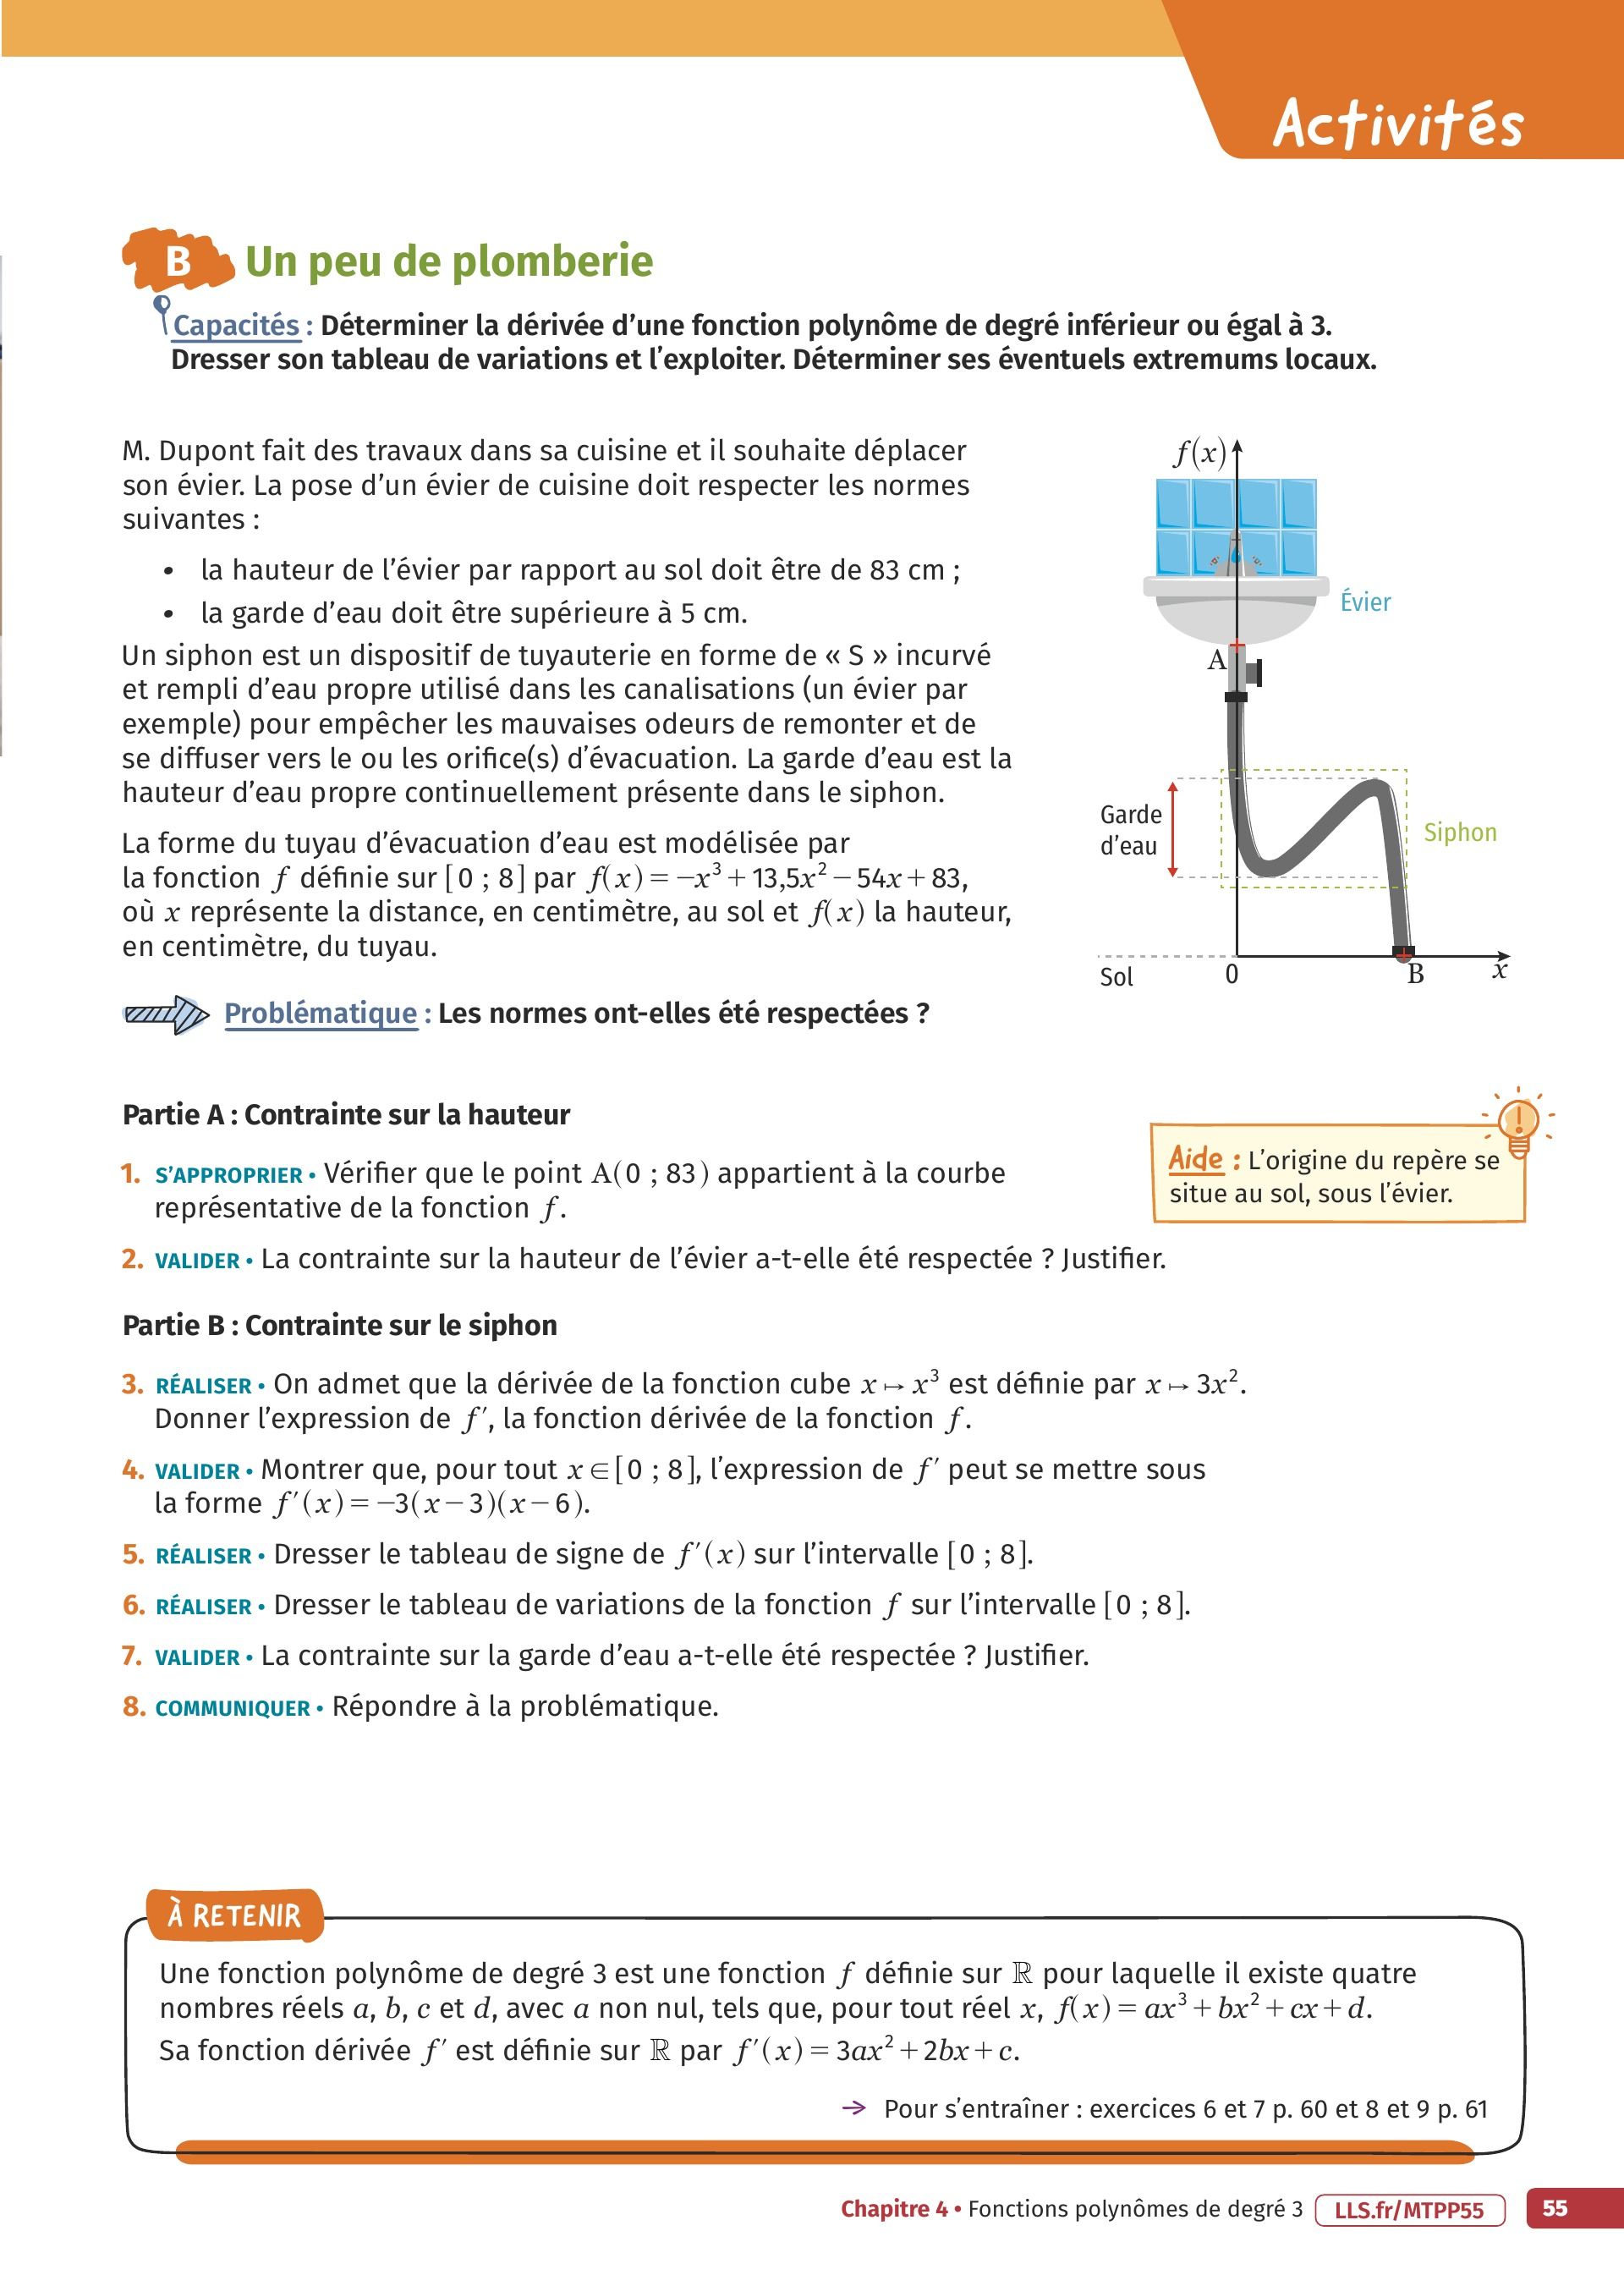 Activités
B Un peu de plomberie
Capacités : Déterminer la dérivée d’une fonction polynôme de degré inférieur ou égal à 3.
Dresser son tableau de variations et l’exploiter. Déterminer ses éventuels extremums locaux.
M. Dupont fait des travaux dans sa cuisine et il souhaite déplacer
son évier. La pose d’un évier de cuisine doit respecter les normes
suivantes :
• la hauteur de l’évier par rapport au sol doit être de 83 cm ;
• la garde d’eau doit être supérieure à 5 cm.
Un siphon est un dispositif de tuyauterie en forme de « S » incurvé
et rempli d’eau propre utilisé dans les canalisations (un évier par
exemple) pour empêcher les mauvaises odeurs de remonter et de
se diffuser vers le ou les orifice(s) d’évacuation. La garde d’eau est la
hauteur d’eau propre continuellement présente dans le siphon.
La forme du tuyau d’évacuation d’eau est modélisée par
la fonction f définie sur [0 ; 8] par f(x) = −x³ + 13,5x² − 54x + 83,
où x représente la distance, en centimètre, au sol et f(x) la hauteur,
en centimètre, du tuyau.
f(x)
Évier
A
Garde
d’eau
Siphon
Sol
0
B
x
Problématique : Les normes ont-elles été respectées ?
Partie A : Contrainte sur la hauteur
1. S’APPROPRIER • Vérifier que le point A(0 ; 83) appartient à la courbe
représentative de la fonction f.
Aide : L’origine du repère se
situe au sol, sous l’évier.
2. VALIDER • La contrainte sur la hauteur de l’évier a-t-elle été respectée ? Justifier.
Partie B : Contrainte sur le siphon
3. RÉALISER • On admet que la dérivée de la fonction cube x ↦ x³ est définie par x ↦ 3x².
Donner l’expression de f′, la fonction dérivée de la fonction f.
4. VALIDER • Montrer que, pour tout x ∈ [0 ; 8], l’expression de f′ peut se mettre sous
la forme f′(x) = −3(x − 3)(x − 6).
5. RÉALISER • Dresser le tableau de signe de f′(x) sur l’intervalle [0 ; 8].
6. RÉALISER • Dresser le tableau de variations de la fonction f sur l’intervalle [0 ; 8].
7. VALIDER • La contrainte sur la garde d’eau a-t-elle été respectée ? Justifier.
8. COMMUNIQUER • Répondre à la problématique.
À RETENIR
Une fonction polynôme de degré 3 est une fonction f définie sur ℝ pour laquelle il existe quatre
nombres réels a, b, c et d, avec a non nul, tels que, pour tout réel x, f(x) = ax³ + bx² + cx + d.
Sa fonction dérivée f′ est définie sur ℝ par f′(x) = 3ax² + 2bx + c.
→ Pour s’entraîner : exercices 6 et 7 p. 60 et 8 et 9 p. 61
Chapitre 4 • Fonctions polynômes de degré 3 LLS.fr/MTPP55 55